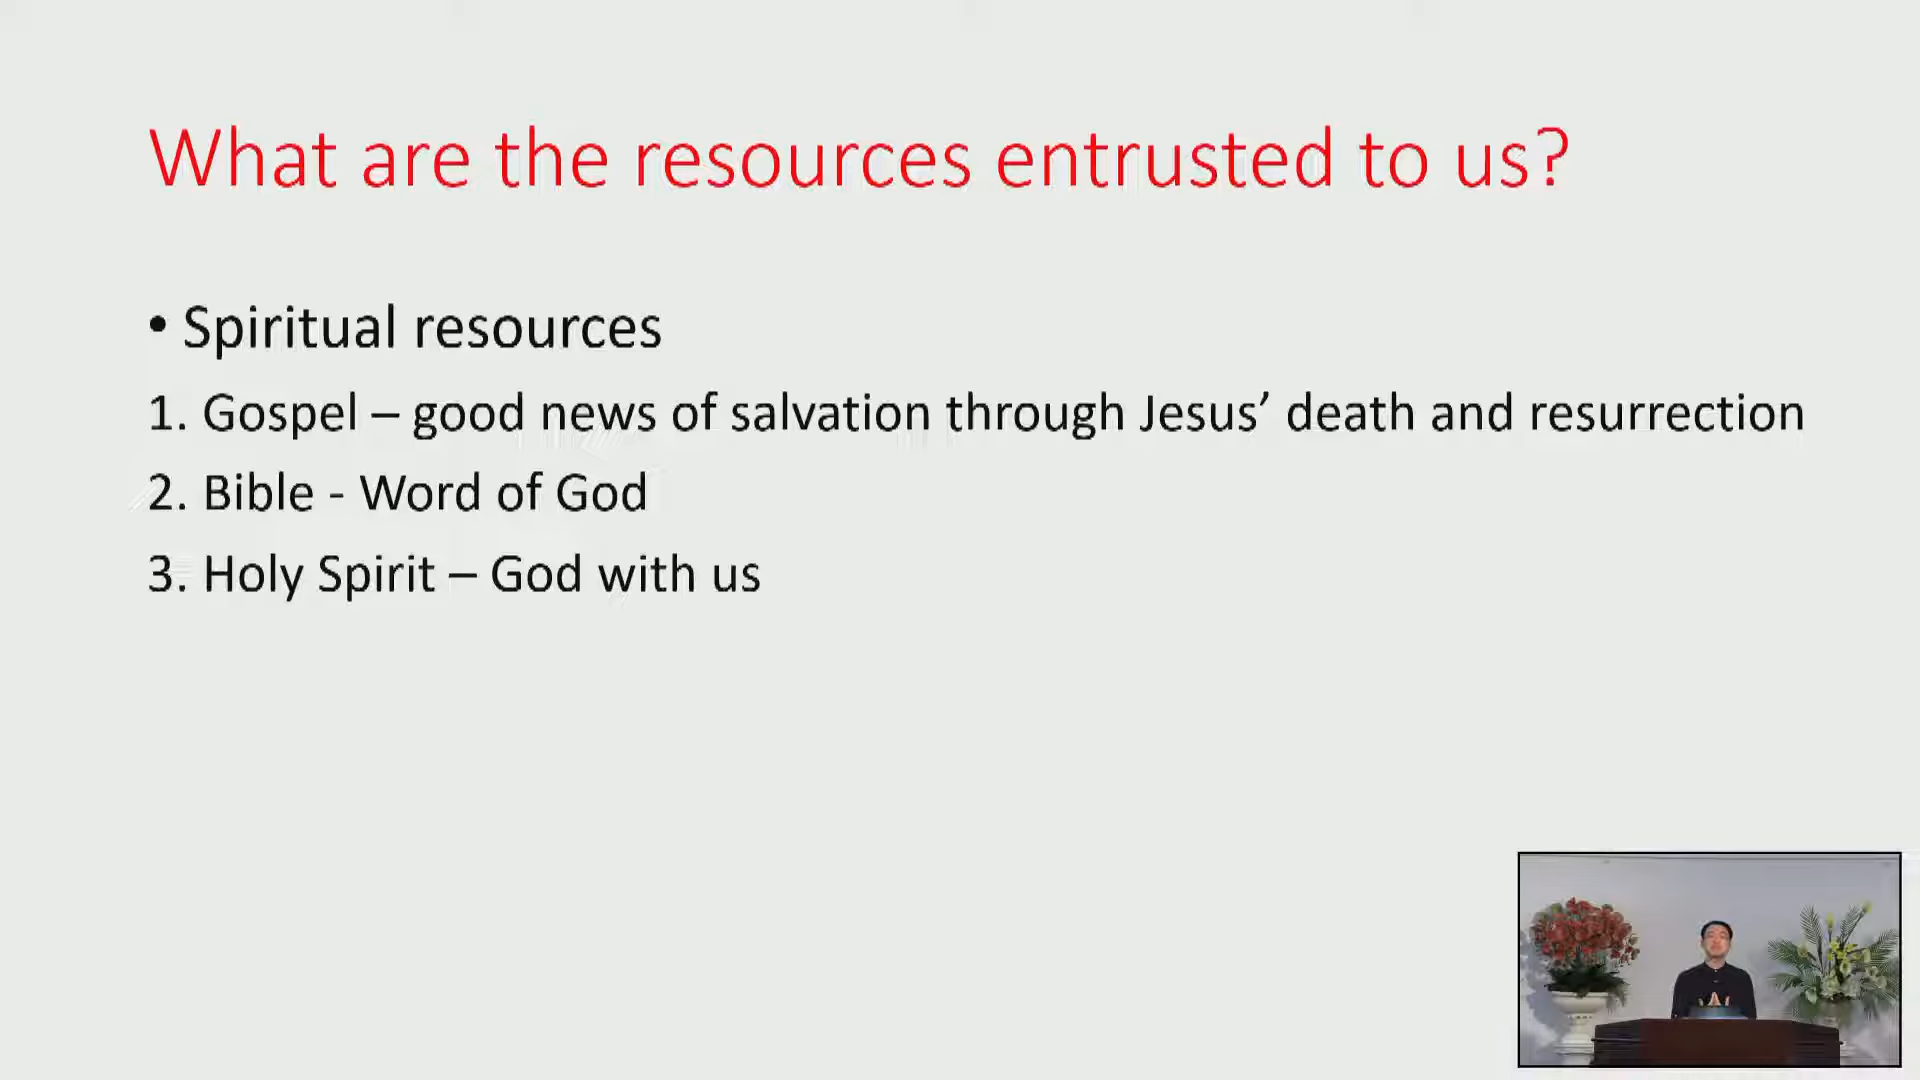 What are the resources entrusted to us?
• Spiritual resources
1. Gospel – good news of salvation through Jesus’ death and resurrection
2. Bible - Word of God
3. Holy Spirit – God with us